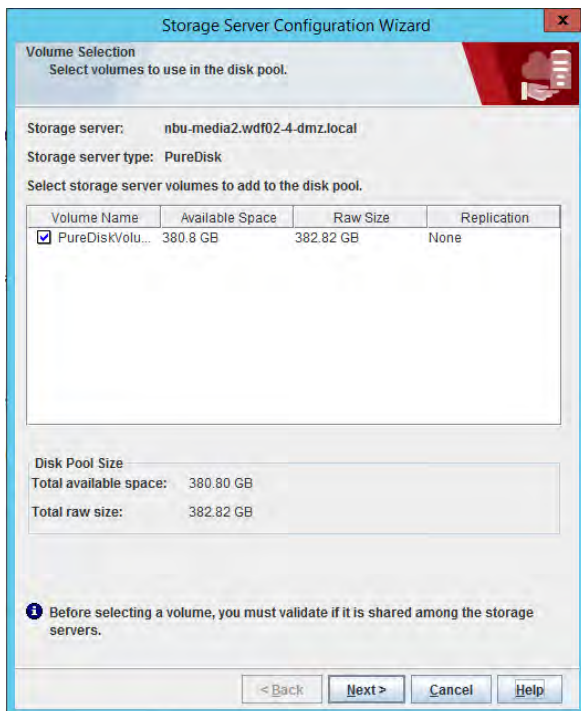 Storage Server Configuration Wizard
x
Volume Selection
Select volumes to use in the disk pool.
Storage server: nbu-media2.wdf02-4-dmz.local
Storage server type: PureDisk
Select storage server volumes to add to the disk pool.
Volume Name Available Space Raw Size Replication
PureDiskVolu... 380.8 GB 382.82 GB None
Disk Pool Size
Total available space: 380.80 GB
Total raw size: 382.82 GB
Before selecting a volume, you must validate if it is shared among the storage
servers.
< Back Next > Cancel Help